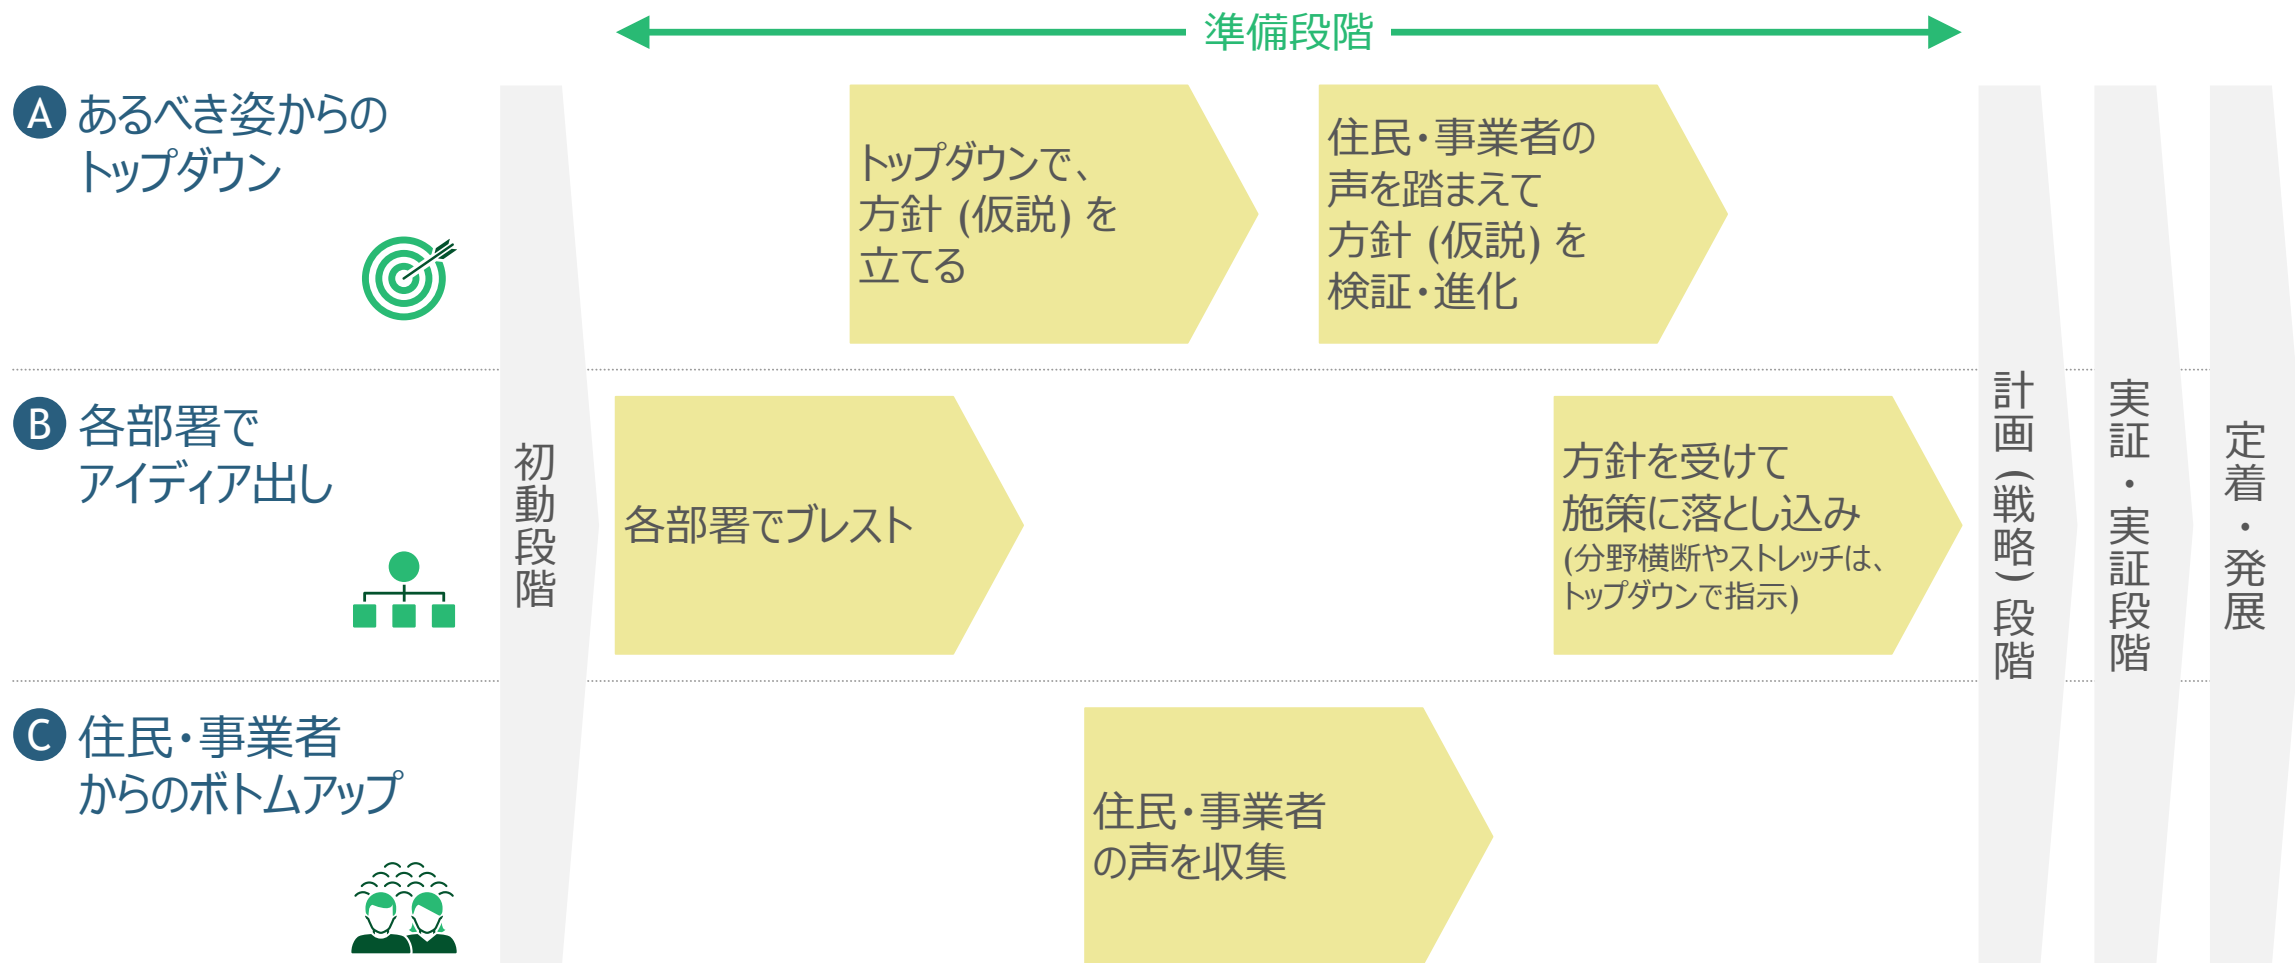 準備段階
A あるべき姿からの
トップダウン
トップダウンで、
方針 (仮説) を
立てる
住民・事業者の
声を踏まえて
方針 (仮説) を
検証・進化
B 各部署で
アイディア出し
初動段階
各部署でブレスト
方針を受けて
施策に落とし込み
(分野横断やストレッチは、
トップダウンで指示)
計画 (戦略) 段階
実証・実証段階
定着・発展
C 住民・事業者
からのボトムアップ
住民・事業者
の声を収集